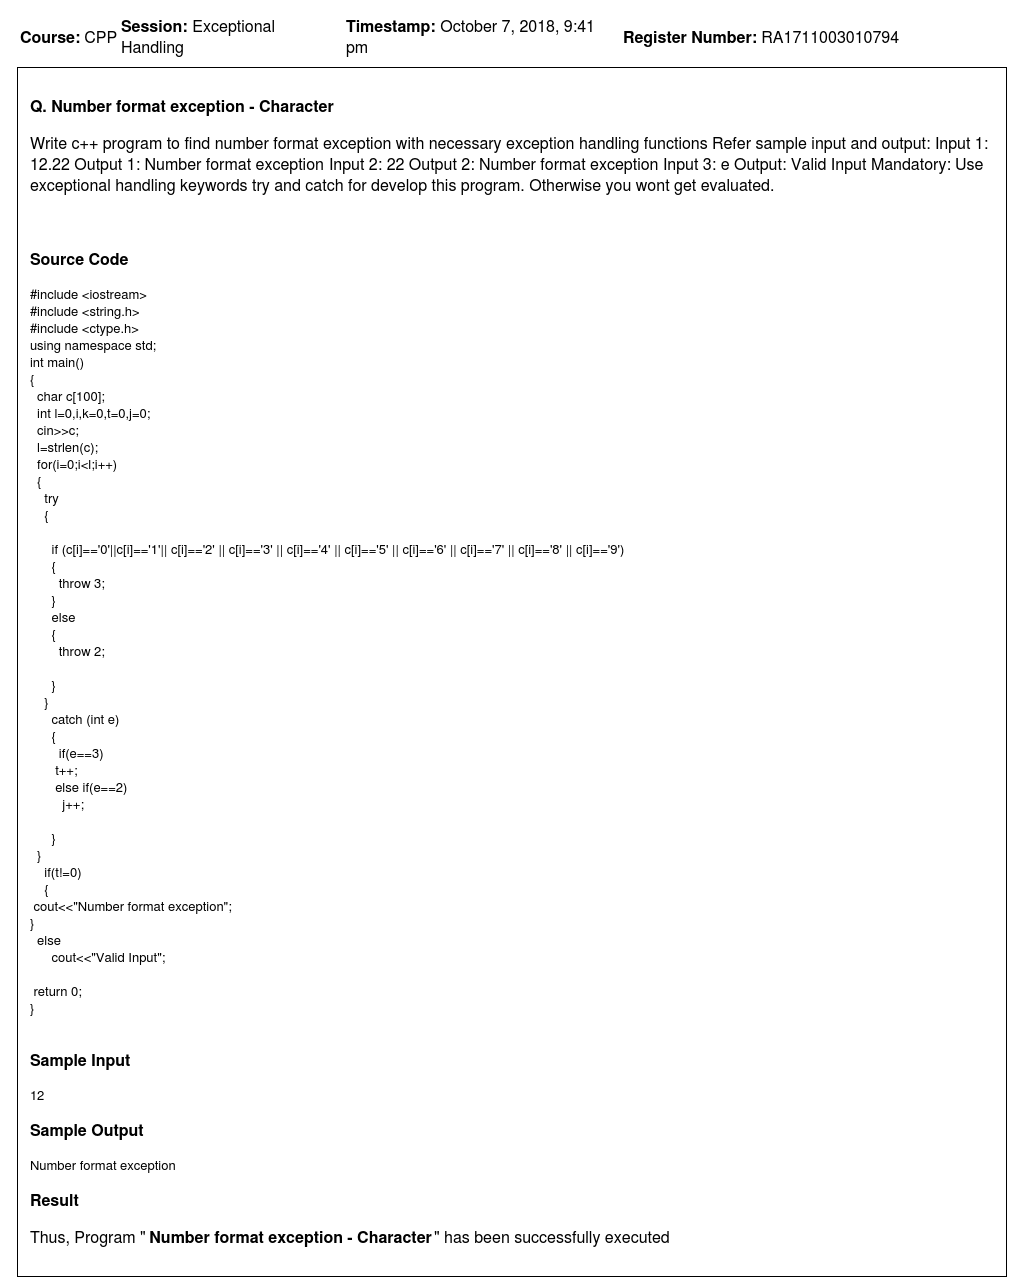 Course: CPP Session: Exceptional Handling Timestamp: October 7, 2018, 9:41 pm Register Number: RA1711003010794
Q. Number format exception - Character
Write c++ program to find number format exception with necessary exception handling functions Refer sample input and output: Input 1:
12.22 Output 1: Number format exception Input 2: 22 Output 2: Number format exception Input 3: e Output: Valid Input Mandatory: Use
exceptional handling keywords try and catch for develop this program. Otherwise you wont get evaluated.
Source Code
#include <iostream>
#include <string.h>
#include <ctype.h>
using namespace std;
int main()
{
char c[100];
int l=0,i,k=0,t=0,j=0;
cin>>c;
l=strlen(c);
for(i=0;i<l;i++)
{
try
{
if (c[i]=='0'||c[i]=='1'|| c[i]=='2' || c[i]=='3' || c[i]=='4' || c[i]=='5' || c[i]=='6' || c[i]=='7' || c[i]=='8' || c[i]=='9')
{
throw 3;
}
else
{
throw 2;
}
}
catch (int e)
{
if(e==3)
t++;
else if(e==2)
j++;
}
}
if(t!=0)
{
cout<<"Number format exception";
}
else
cout<<"Valid Input";
return 0;
}
Sample Input
12
Sample Output
Number format exception
Result
Thus, Program " Number format exception - Character" has been successfully executed